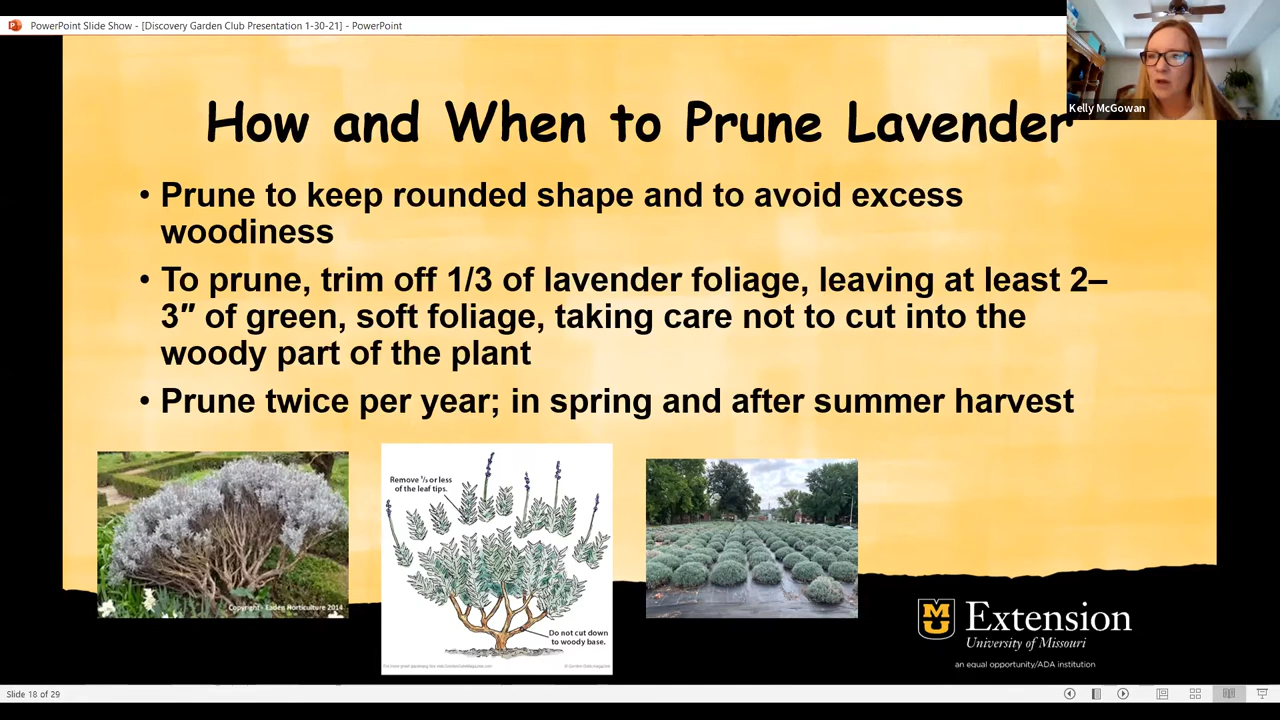 PowerPoint Slide Show - [Discovery Garden Club Presentation 1-30-21] - PowerPoint
Kelly McGowan
How and When to Prune Lavender
• Prune to keep rounded shape and to avoid excess
woodiness
• To prune, trim off 1/3 of lavender foliage, leaving at least 2–
3″ of green, soft foliage, taking care not to cut into the
woody part of the plant
• Prune twice per year; in spring and after summer harvest
Copyright - Laden Horticulture 2014
Remove ⅓ or less
of the leaf tips.
Do not cut down
to woody base.
MU Extension
University of Missouri
an equal opportunity/ADA institution
Slide 18 of 29